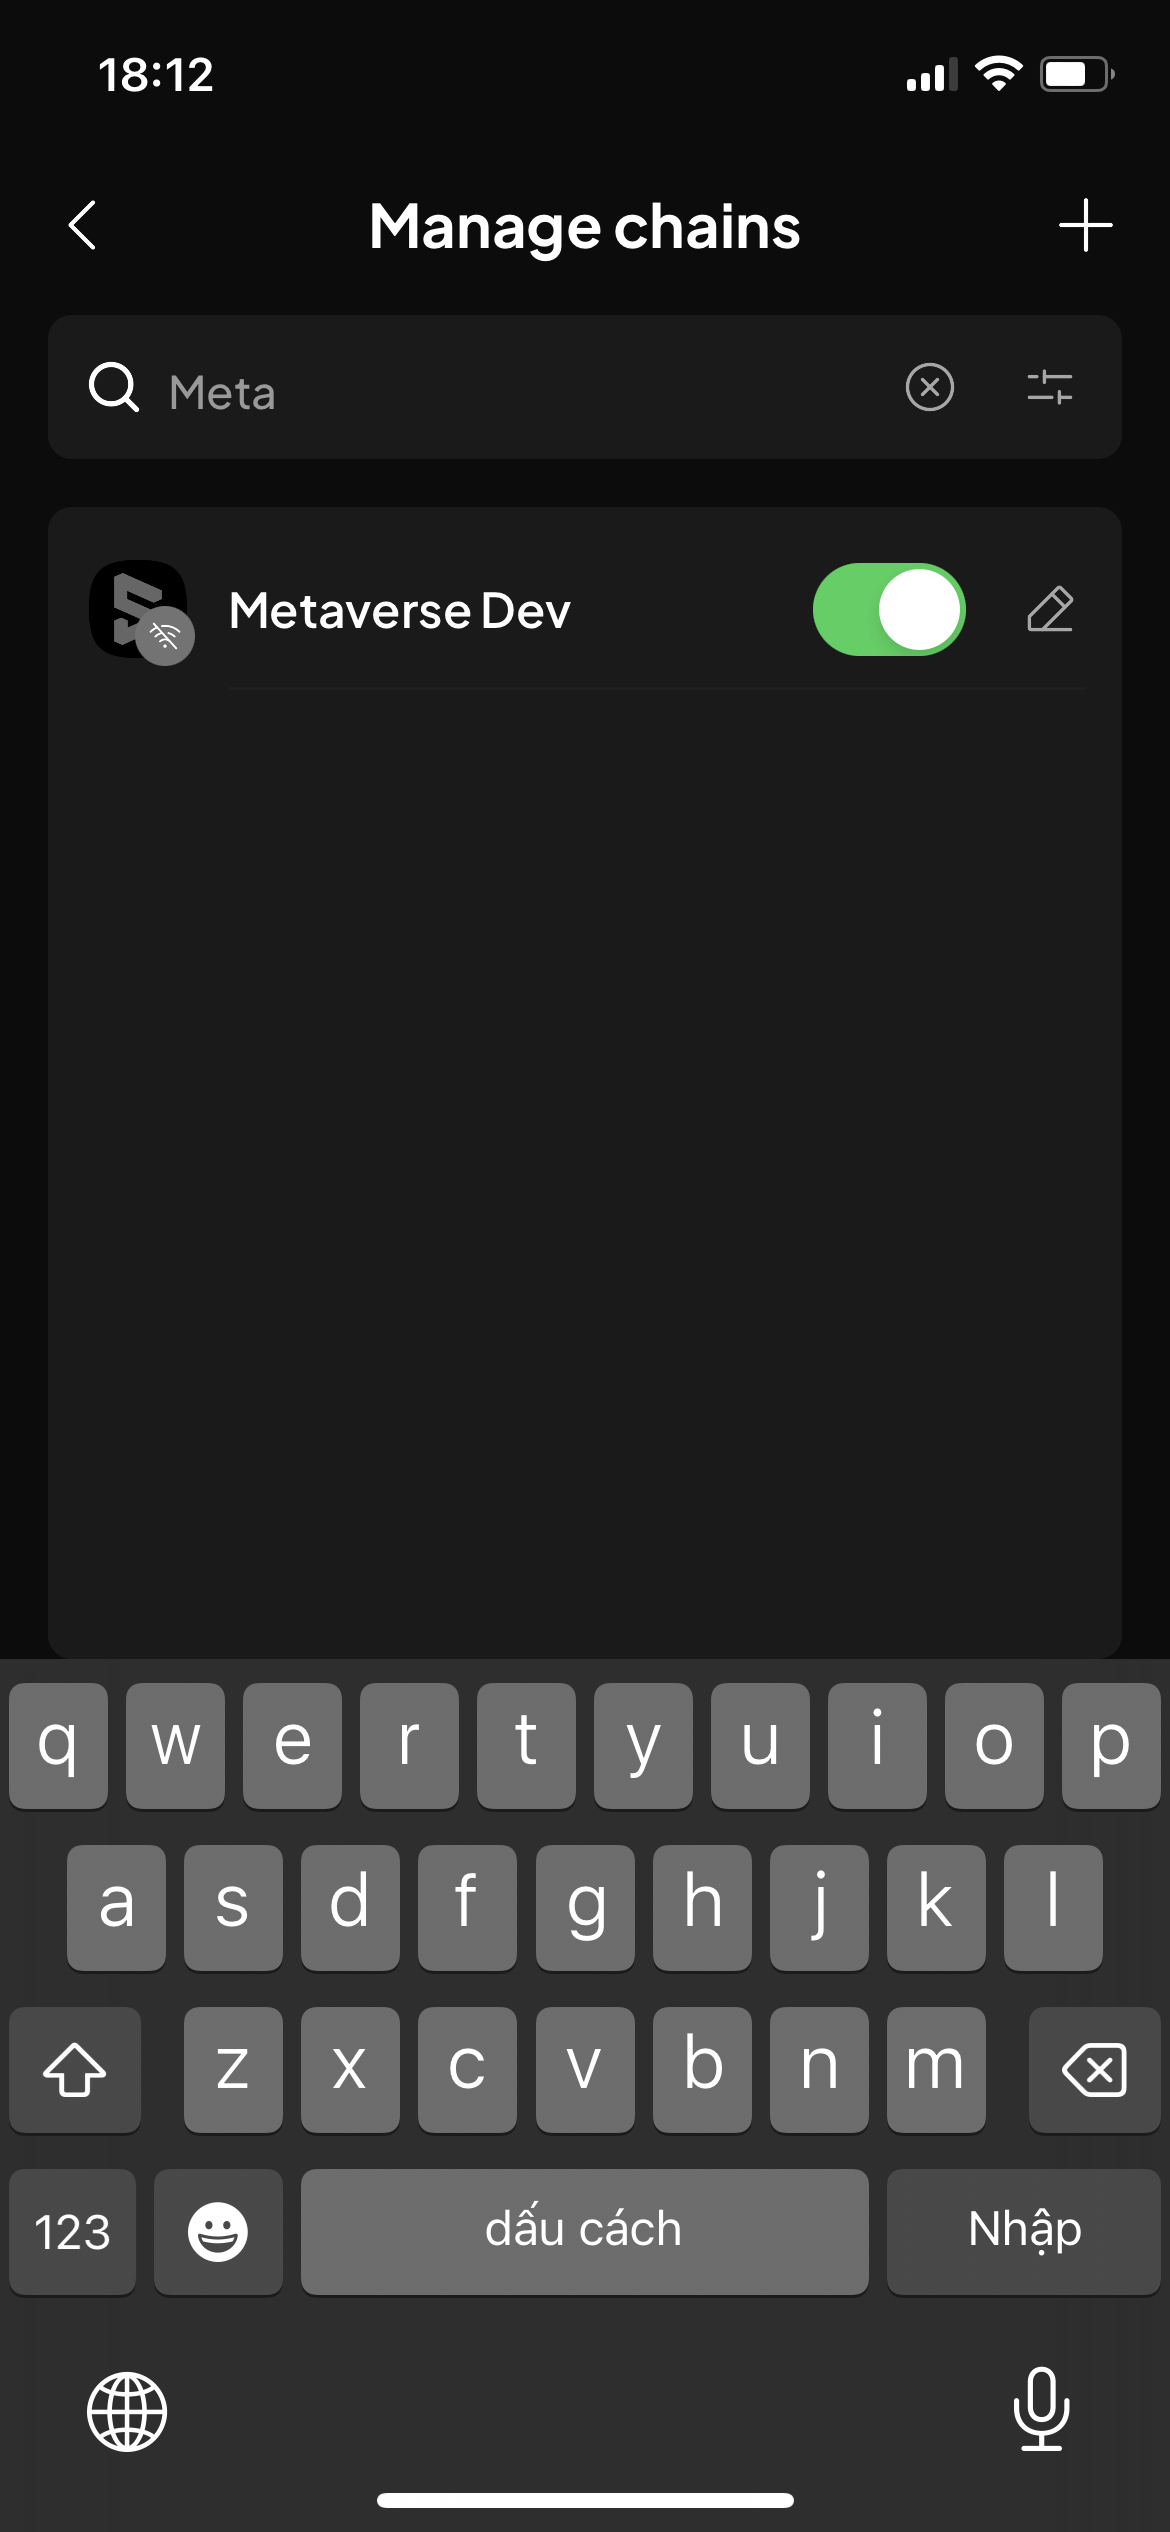 18:12
Manage chains
Meta
Metaverse Dev
q w e r t y u i o p
a s d f g h j k l
z x c v b n m
123 dấu cách Nhập